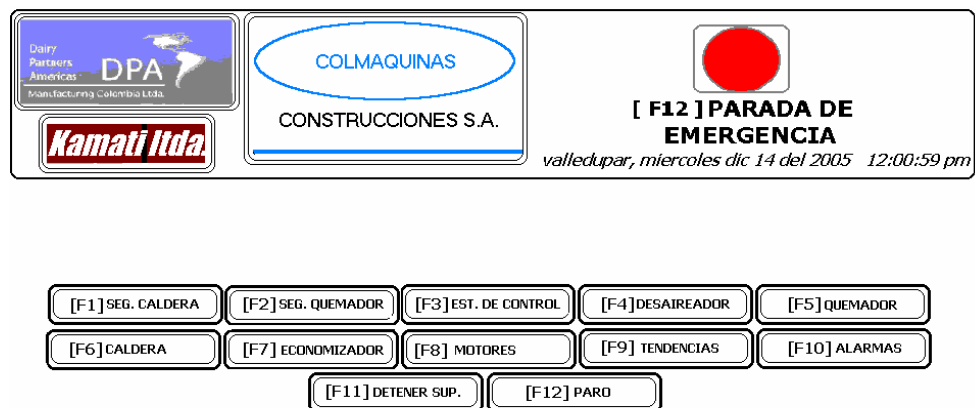 Dairy
Partners
Americas DPA
Manufacturing Colombia Ltda.
Kamati ltda.
COLMAQUINAS
CONSTRUCCIONES S.A.
[ F12 ] PARADA DE
EMERGENCIA
valledupar, miercoles dic 14 del 2005 12:00:59 pm
[F1] SEG. CALDERA [F2] SEG. QUEMADOR [F3] EST. DE CONTROL [F4] DESAIREADOR [F5] QUEMADOR
[F6] CALDERA [F7] ECONOMIZADOR [F8] MOTORES [F9] TENDENCIAS [F10] ALARMAS
[F11] DETENER SUP. [F12] PARO